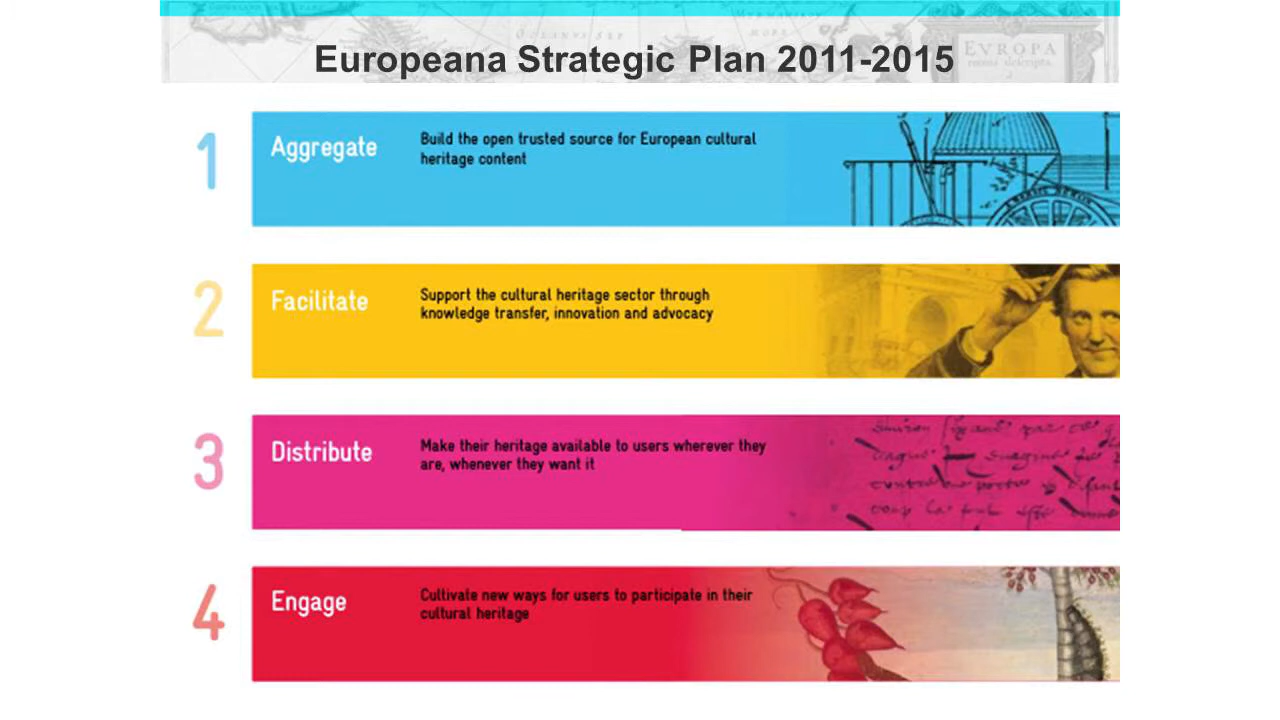 Europeana Strategic Plan 2011-2015
EVROPA
1
Aggregate
Build the open trusted source for European cultural
heritage content
2
Facilitate
Support the cultural heritage sector through
knowledge transfer, innovation and advocacy
3
Distribute
Make their heritage available to users wherever they
are, whenever they want it
4
Engage
Cultivate new ways for users to participate in their
cultural heritage